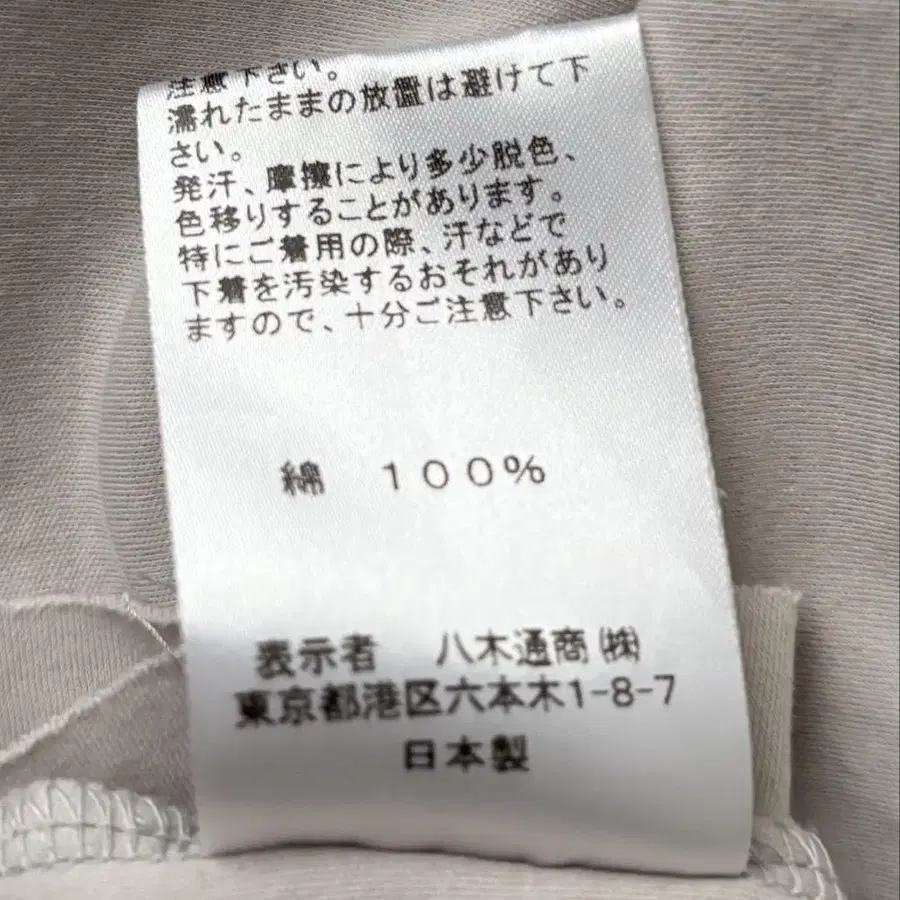 注意下さい。
濡れたままの放置は避けて下
さい。
発汗、摩擦により多少脱色、
色移りすることがあります。
特にご着用の際、汗などで
下着を汚染するおそれがあり
ますので、十分ご注意下さい。
綿 100%
表示者 八木通商㈱
東京都港区六本木1-8-7
日本製